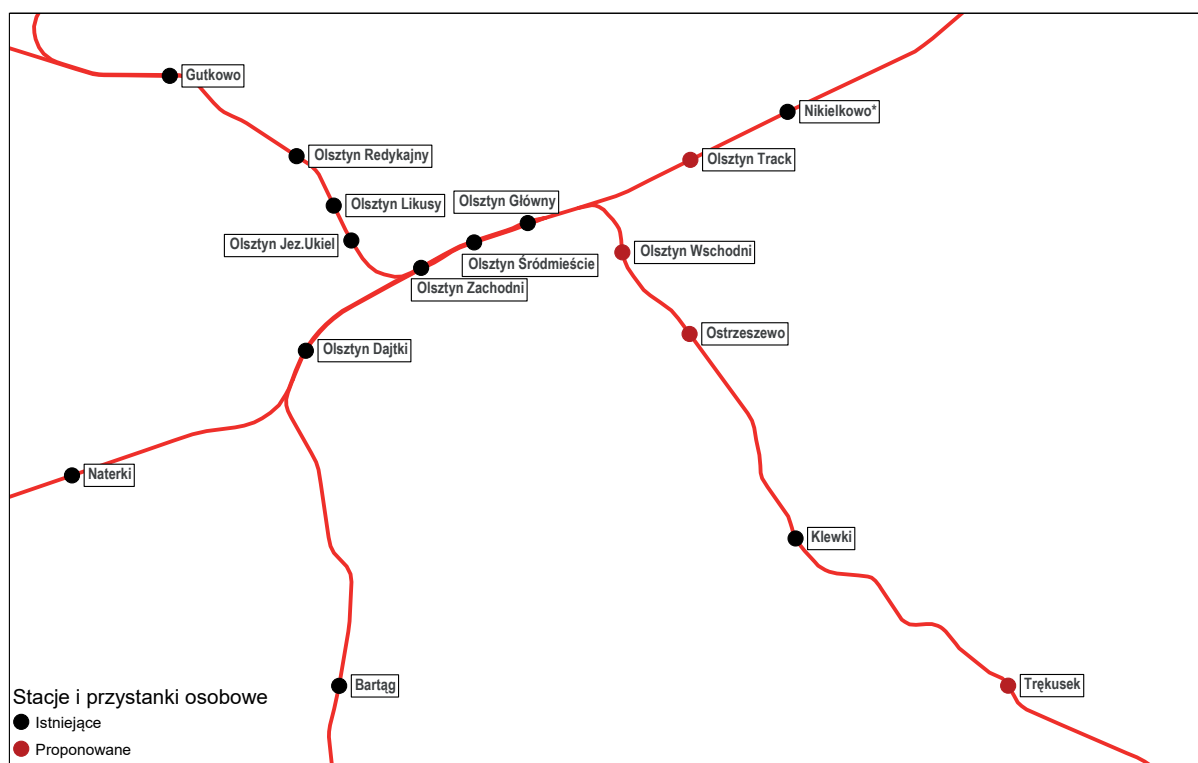 Gutkowo
Nikielkowo*
Olsztyn Redykajny
Olsztyn Track
Olsztyn Likusy
Olsztyn Główny
Olsztyn Jez.Ukiel
Olsztyn Wschodni
Olsztyn Śródmieście
Olsztyn Zachodni
Ostrzeszewo
Olsztyn Dajtki
Naterki
Klewki
Bartąg
Trękusek
Stacje i przystanki osobowe
Istniejące
Proponowane